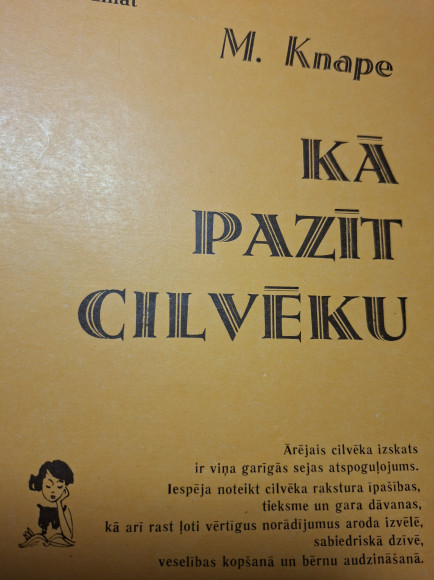 M. Knape
KĀ
PAZĪT
CILVĒKU
Ārējais cilvēka izskats
ir viņa garīgās sejas atspoguļojums.
Iespēja noteikt cilvēka rakstura īpašības,
tieksme un gara dāvanas,
kā arī rast ļoti vērtīgus norādījumus aroda izvēlē,
sabiedriskā dzīvē,
veselības kopšanā un bērnu audzināšanā.